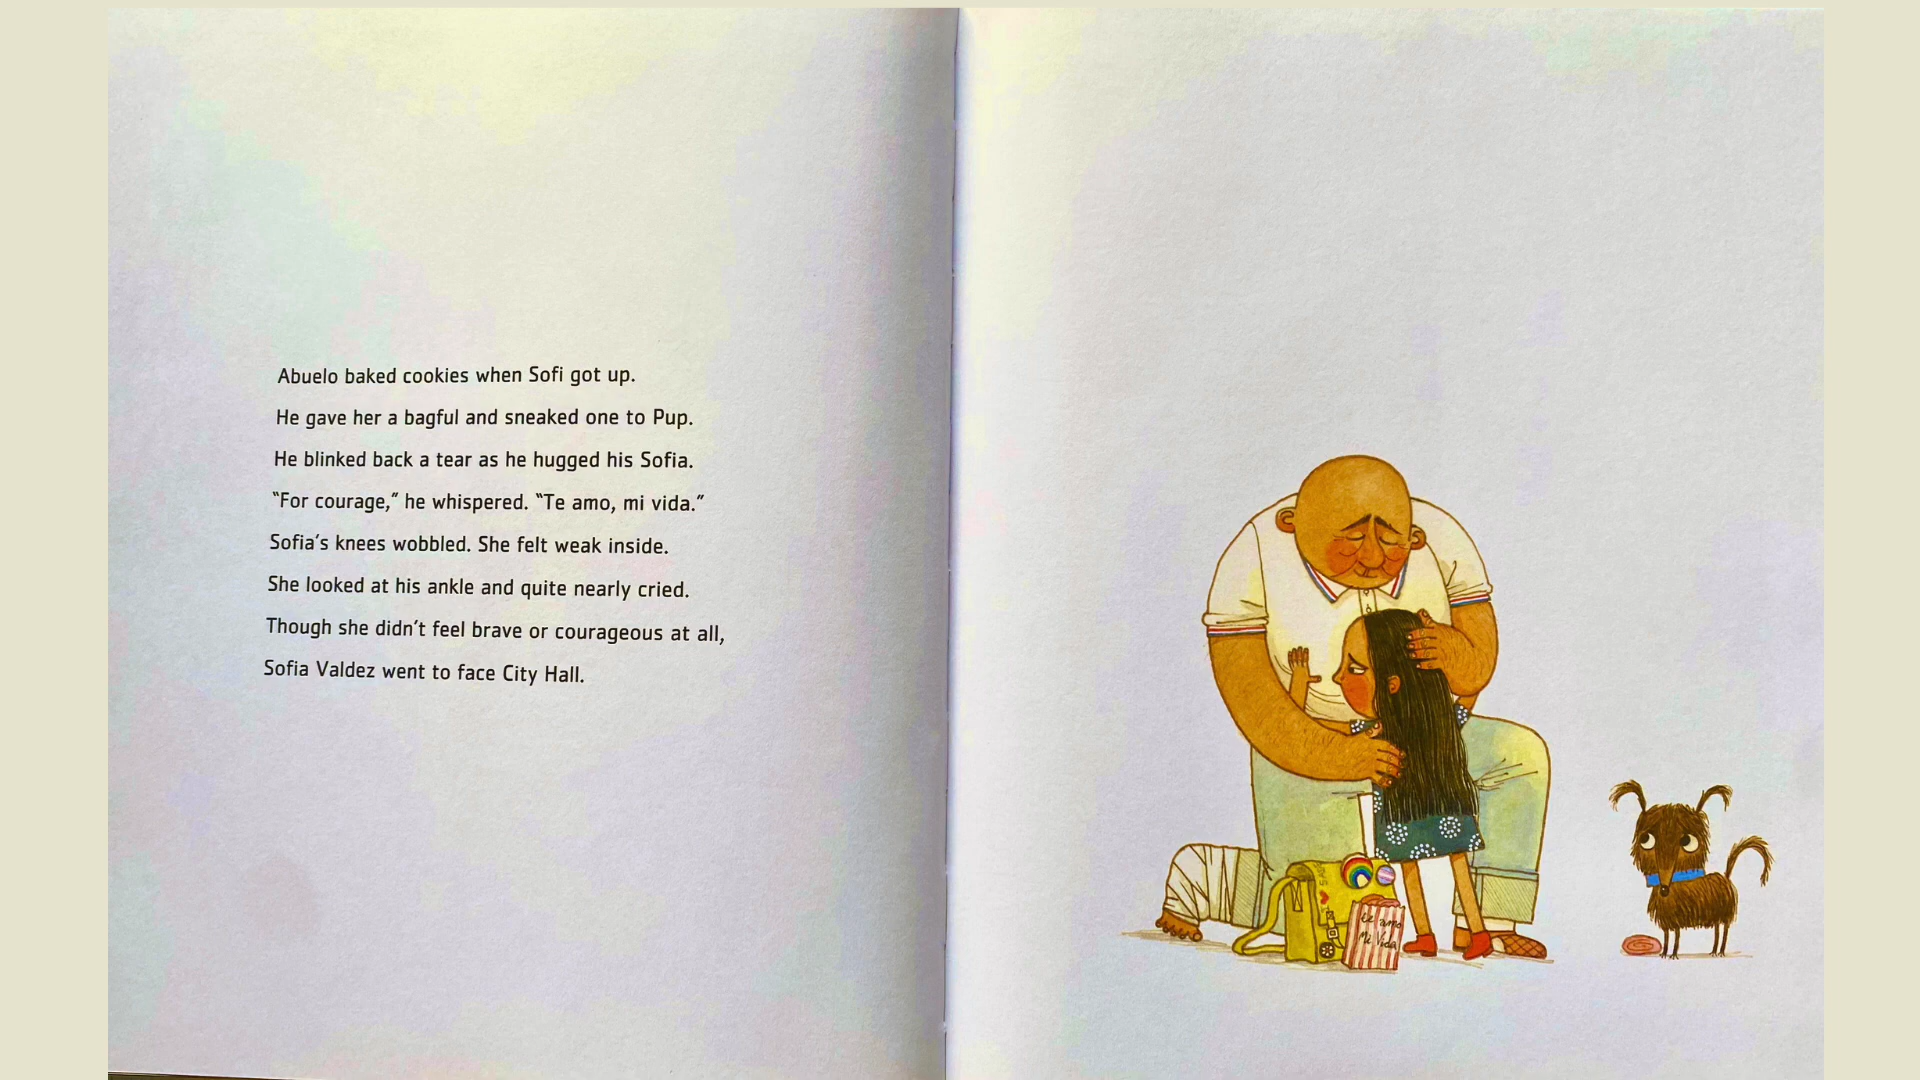 Abuelo baked cookies when Sofi got up.
He gave her a bagful and sneaked one to Pup.
He blinked back a tear as he hugged his Sofia.
“For courage,” he whispered. “Te amo, mi vida.”
Sofia’s knees wobbled. She felt weak inside.
She looked at his ankle and quite nearly cried.
Though she didn’t feel brave or courageous at all,
Sofia Valdez went to face City Hall.
te amo
Mi Vida